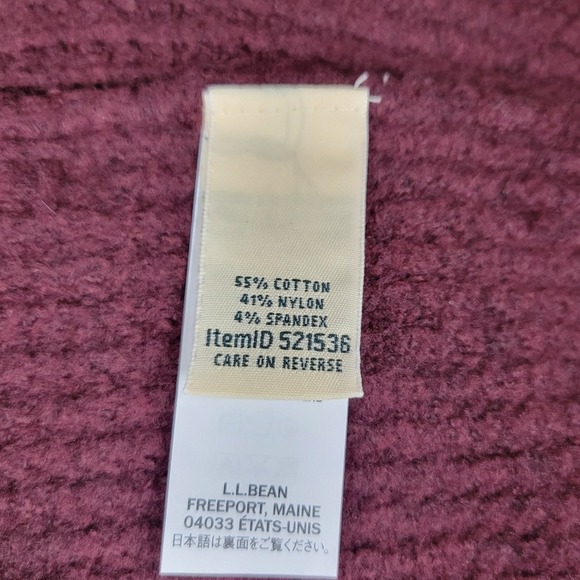 55% COTTON
41% NYLON
4% SPANDEX
ItemID 521536
CARE ON REVERSE
L.L.BEAN
FREEPORT, MAINE
04033 ÉTATS-UNIS
日本語は裏面をご覧ください。